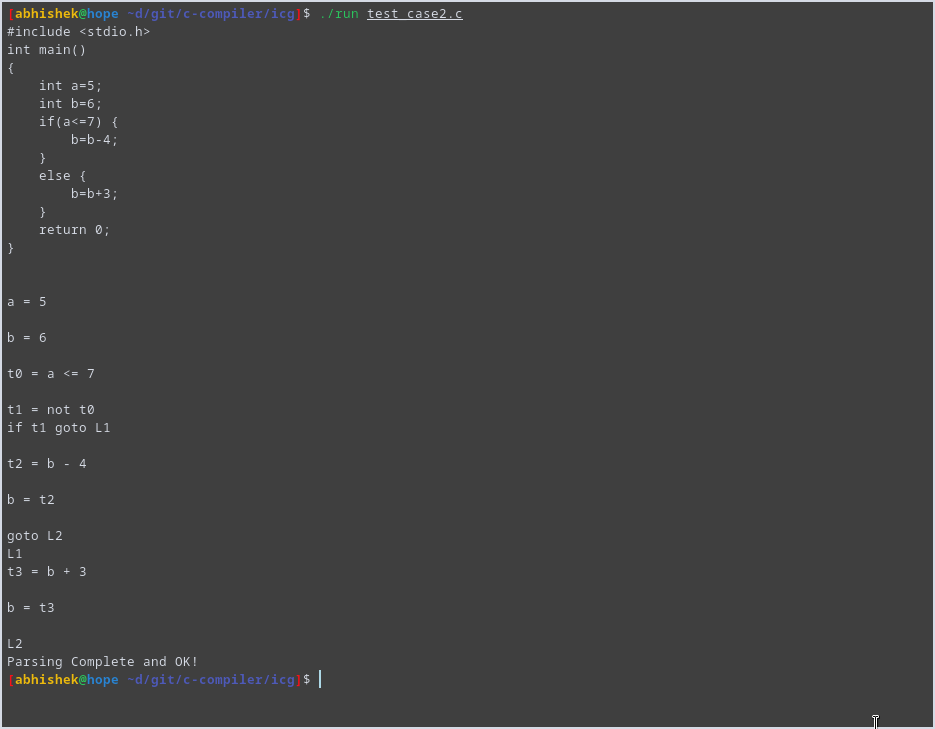 [abhishek@hope ~d/git/c-compiler/icg]$ ./run test_case2.c
#include <stdio.h>
int main()
{
    int a=5;
    int b=6;
    if(a<=7) {
        b=b-4;
    }
    else {
        b=b+3;
    }
    return 0;
}
a = 5
b = 6
t0 = a <= 7
t1 = not t0
if t1 goto L1
t2 = b - 4
b = t2
goto L2
L1
t3 = b + 3
b = t3
L2
Parsing Complete and OK!
[abhishek@hope ~d/git/c-compiler/icg]$